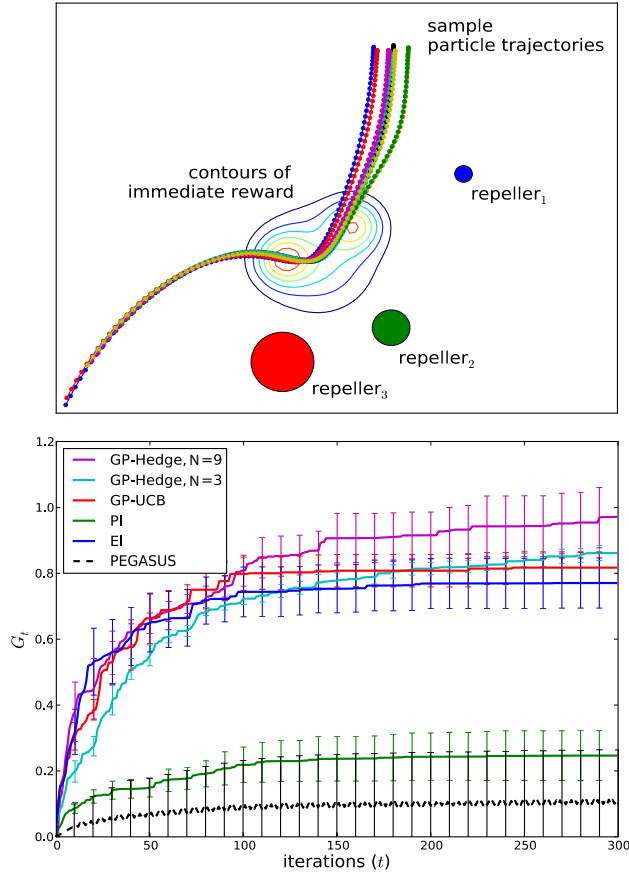 sample
particle trajectories
contours of
immediate reward
repeller₁
repeller₂
repeller₃
1.2
1.0
0.8
0.6
0.4
0.2
0.0
Gₜ
GP-Hedge, N=9
GP-Hedge, N=3
GP-UCB
PI
EI
PEGASUS
0
50
100
150
200
250
300
iterations (t)